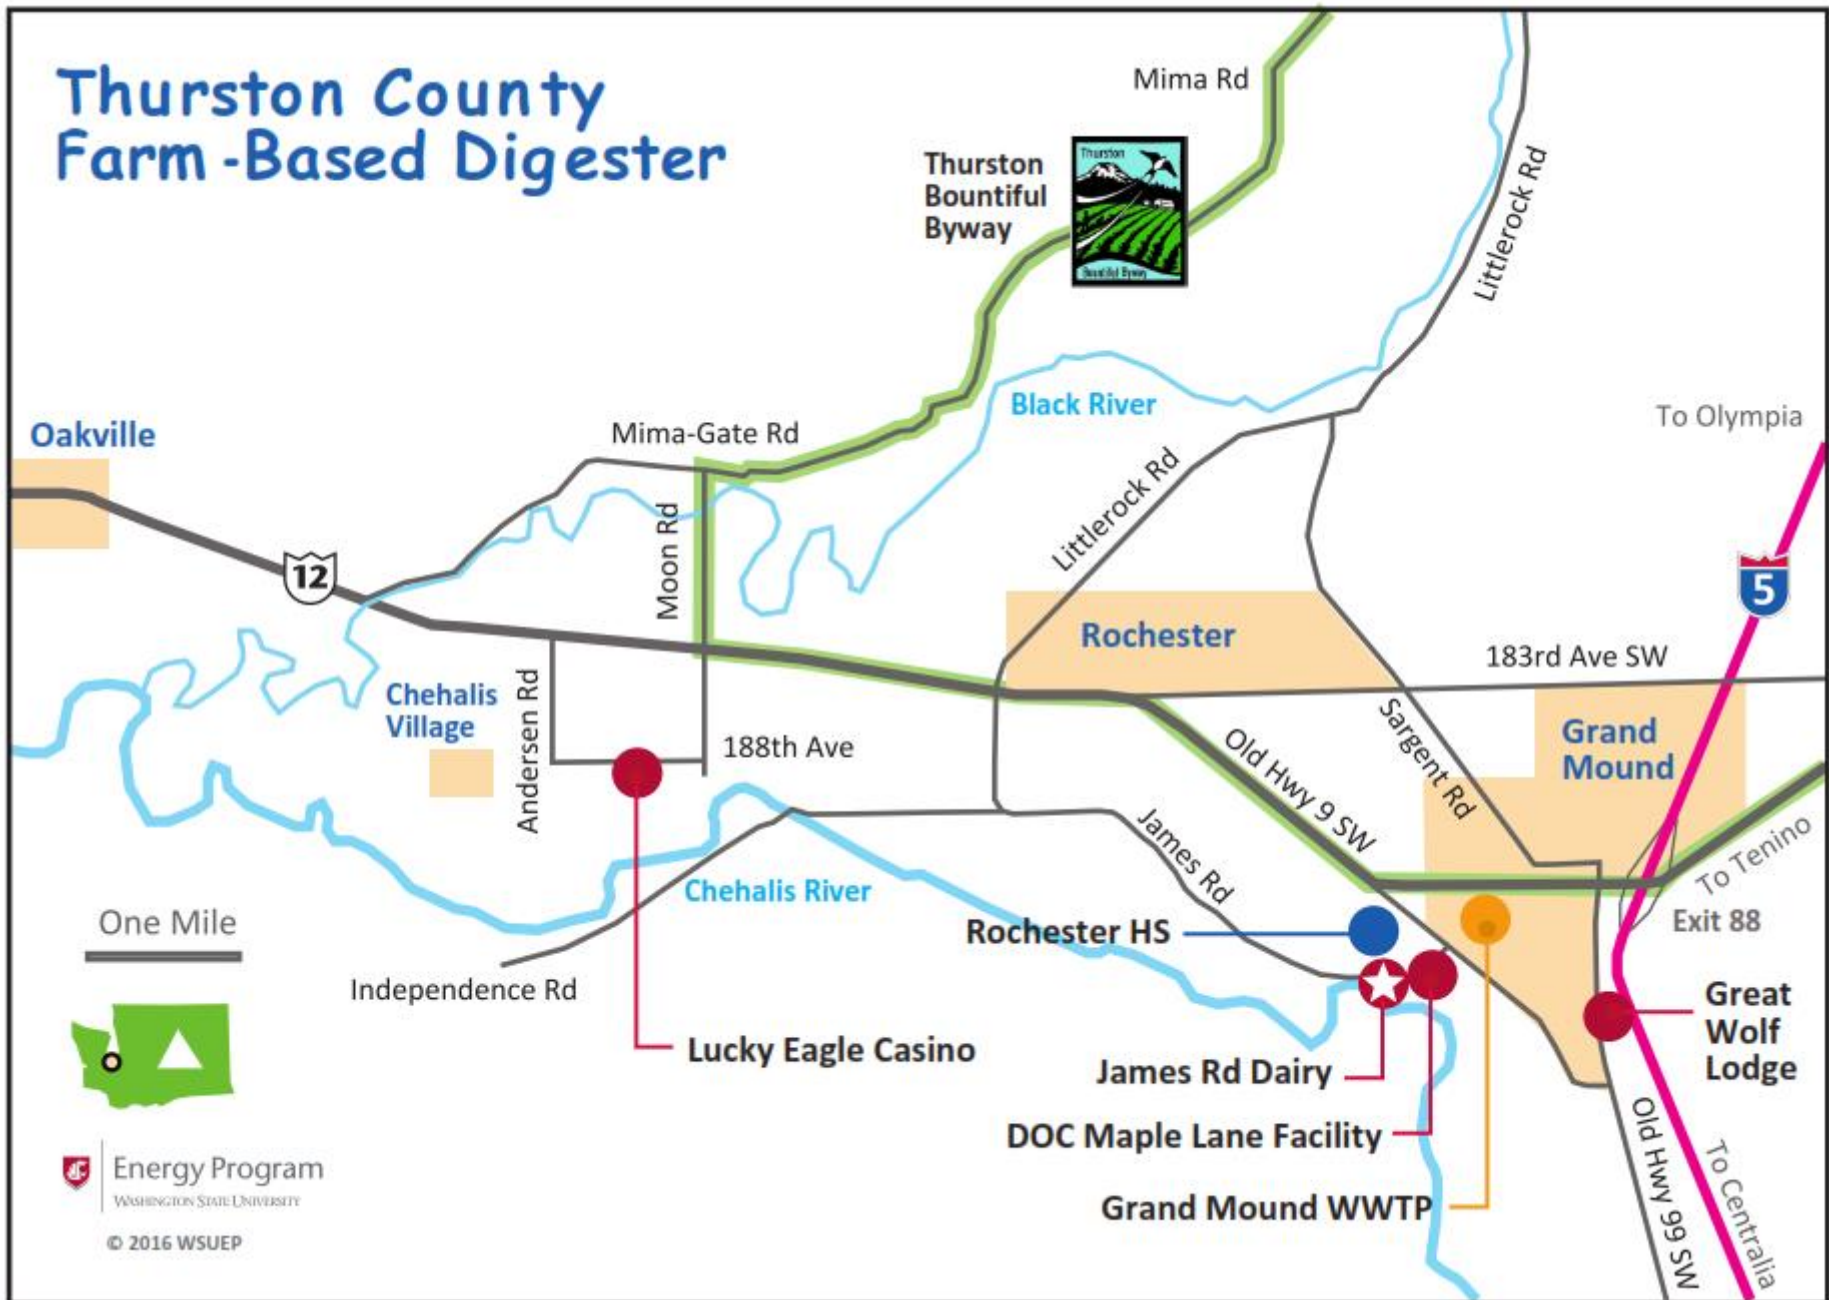 Thurston County
Farm-Based Digester
Mima Rd
Thurston
Bountiful
Byway
Thurston
Bountiful Byway
Littlerock Rd
Black River
To Olympia
Oakville
Mima-Gate Rd
Littlerock Rd
Moon Rd
12
5
Rochester
183rd Ave SW
Chehalis
Village
Andersen Rd
188th Ave
Sargent Rd
Grand
Mound
Old Hwy 9 SW
James Rd
To Tenino
Chehalis River
Exit 88
One Mile
Rochester HS
Independence Rd
Great
Wolf
Lodge
Lucky Eagle Casino
James Rd Dairy
DOC Maple Lane Facility
Old Hwy 99 SW
To Centralia
Energy Program
WASHINGTON STATE UNIVERSITY
Grand Mound WWTP
© 2016 WSUEP